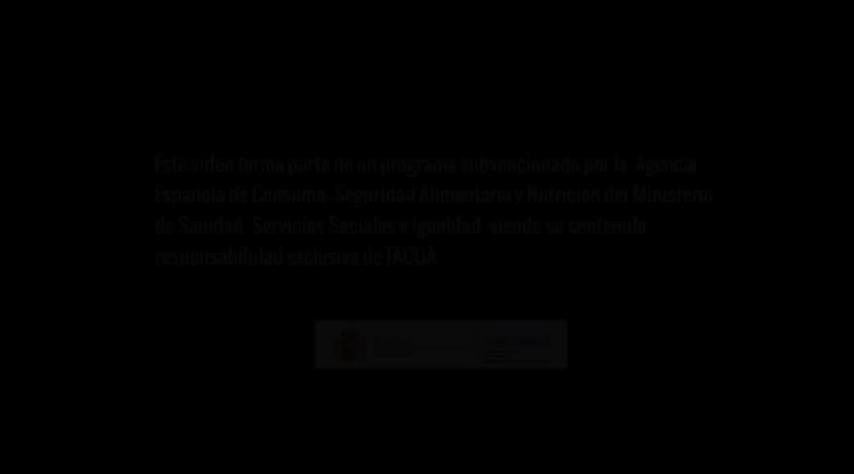 Este vídeo forma parte de un programa subvencionado por la Agencia
Española de Consumo, Seguridad Alimentaria y Nutrición del Ministerio
de Sanidad, Servicios Sociales e Igualdad, siendo su contenido
responsabilidad exclusiva de FACUA